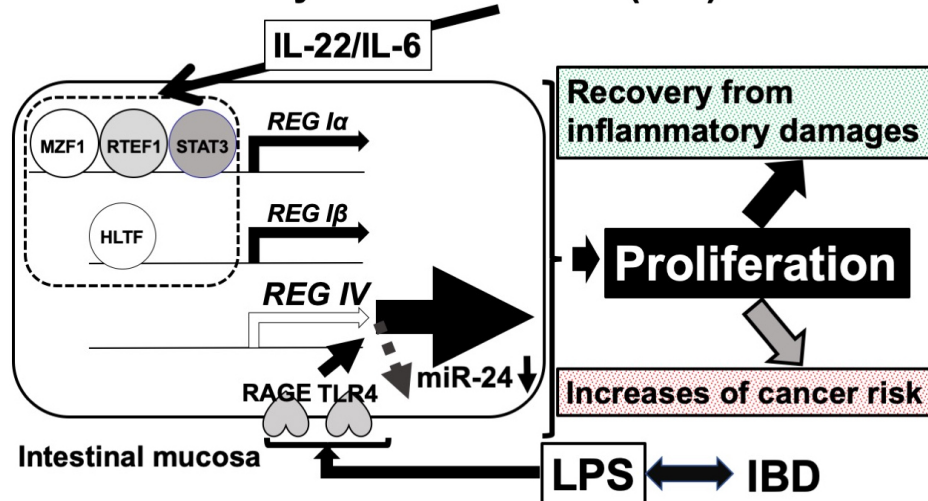 IL-22/IL-6
Recovery from
inflammatory damages
MZF1
RTEF1
STAT3
REG Iα
HLTF
REG Iβ
Proliferation
REG IV
miR-24
RAGE TLR4
Increases of cancer risk
Intestinal mucosa
LPS
IBD